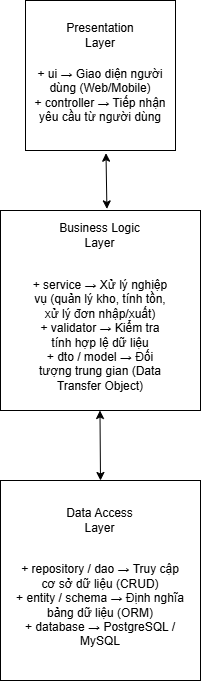 Presentation
Layer
+ ui → Giao diện người
dùng (Web/Mobile)
+ controller → Tiếp nhận
yêu cầu từ người dùng
Business Logic
Layer
+ service → Xử lý nghiệp
vụ (quản lý kho, tính tồn,
xử lý đơn nhập/xuất)
+ validator → Kiểm tra
tính hợp lệ dữ liệu
+ dto / model → Đối
tượng trung gian (Data
Transfer Object)
Data Access
Layer
+ repository / dao → Truy cập
cơ sở dữ liệu (CRUD)
+ entity / schema → Định nghĩa
bảng dữ liệu (ORM)
+ database → PostgreSQL /
MySQL